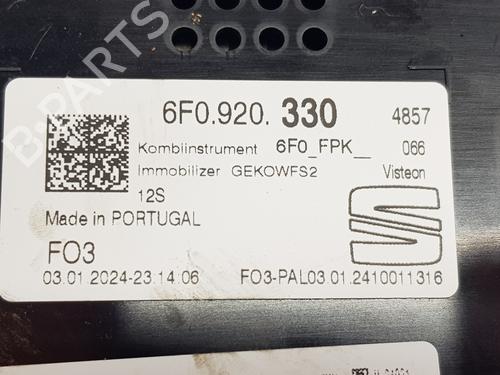 6F0.920. 330 4857
Kombiinstrument 6F0_FPK__ 066
Immobilizer GEKOWFS2 Visteon
12S
Made in PORTUGAL
FO3
03.01.2024-23:14:06 FO3-PAL03.01.2410011316
B-PARTS